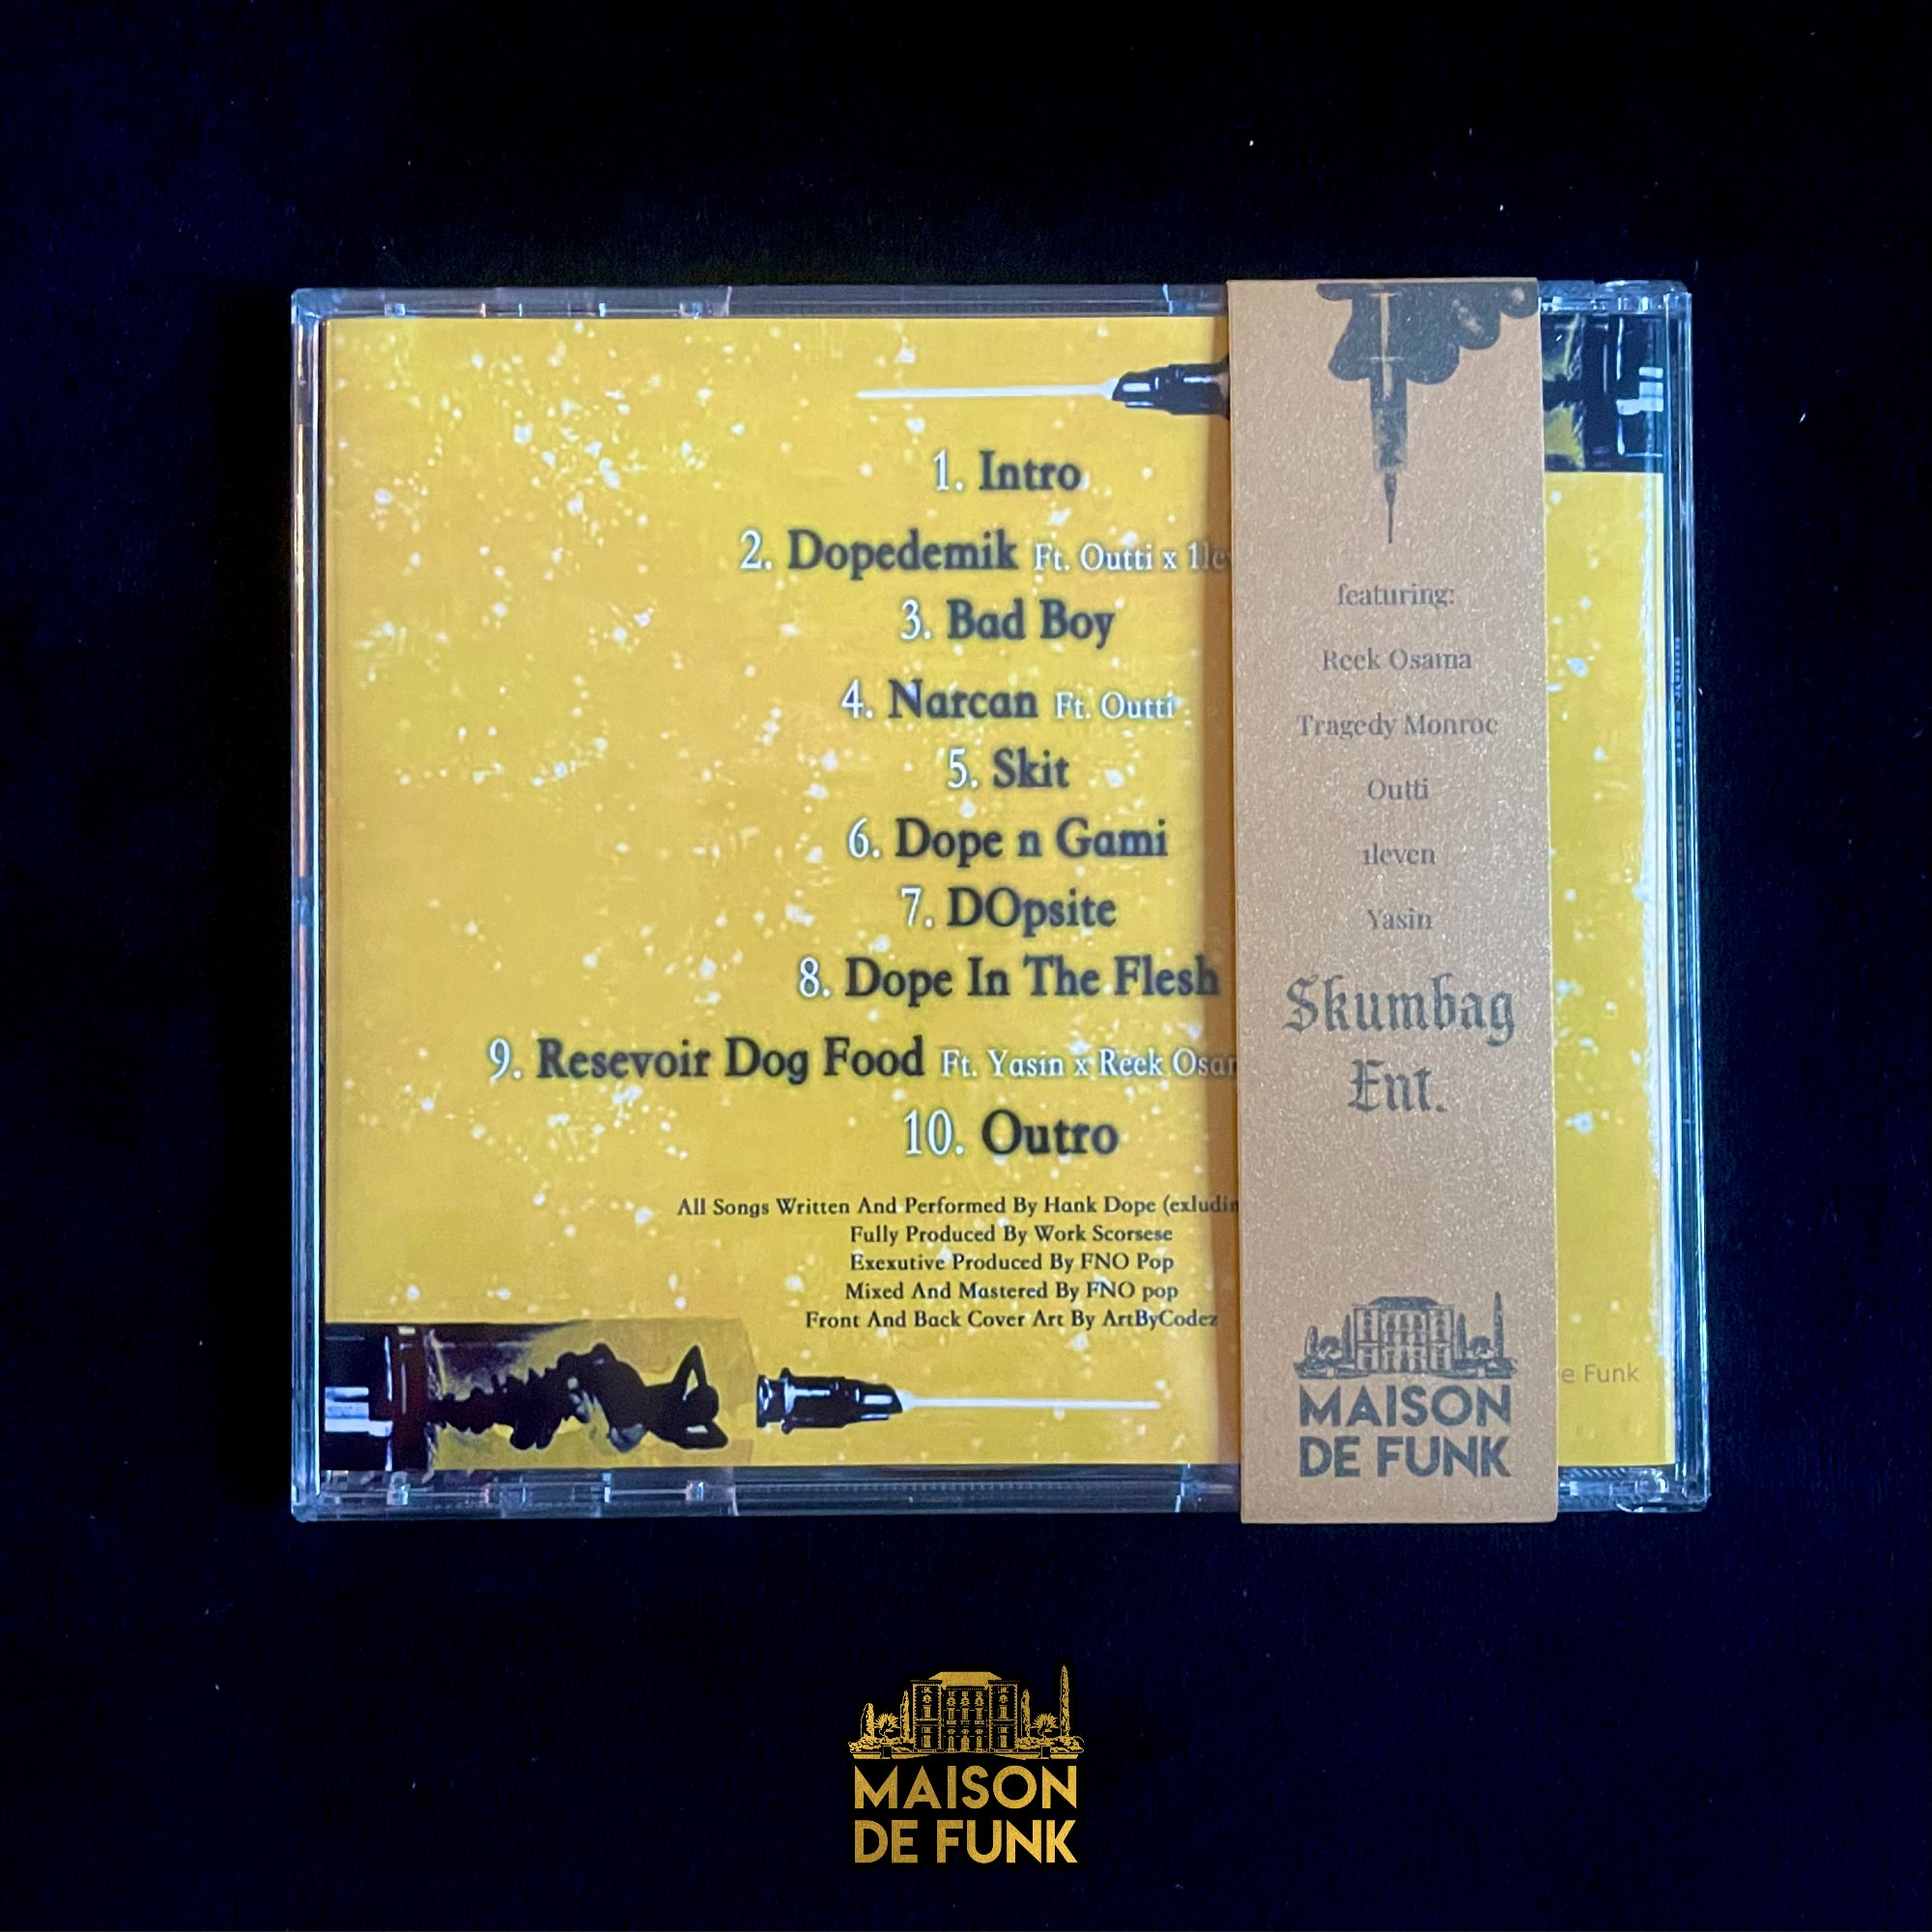 1. Intro
2. Dopedemik Ft. Outti x 1le
3. Bad Boy
4. Narcan Ft. Outti
5. Skit
6. Dope n Gami
7. DOpsite
8. Dope In The Flesh
9. Resevoir Dog Food Ft. Yasin x Reek Osa
10. Outro
All Songs Written And Performed By Hank Dope (exludin
Fully Produced By Work Scorsese
Exexutive Produced By FNO Pop
Mixed And Mastered By FNO pop
Front And Back Cover Art By ArtByCodez
featuring:
Reek Osama
Tragedy Monroe
Outti
1leven
Yasin
Skumbag
Ent.
MAISON
DE FUNK
e Funk
MAISON
DE FUNK